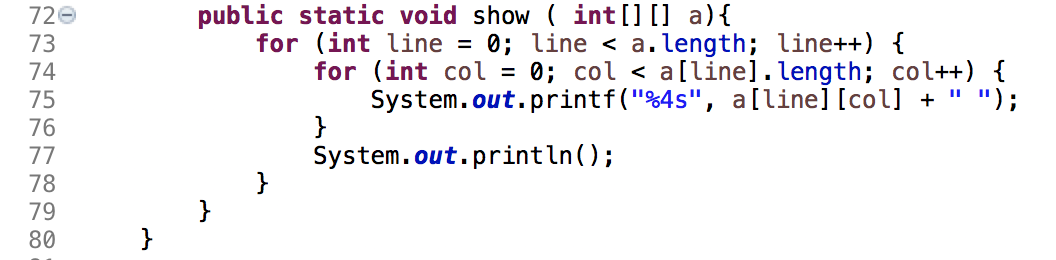 72 public static void show ( int[][] a){
73 for (int line = 0; line < a.length; line++) {
74 for (int col = 0; col < a[line].length; col++) {
75 System.out.printf("%4s", a[line][col] + " ");
76 }
77 System.out.println();
78 }
79 }
80 }